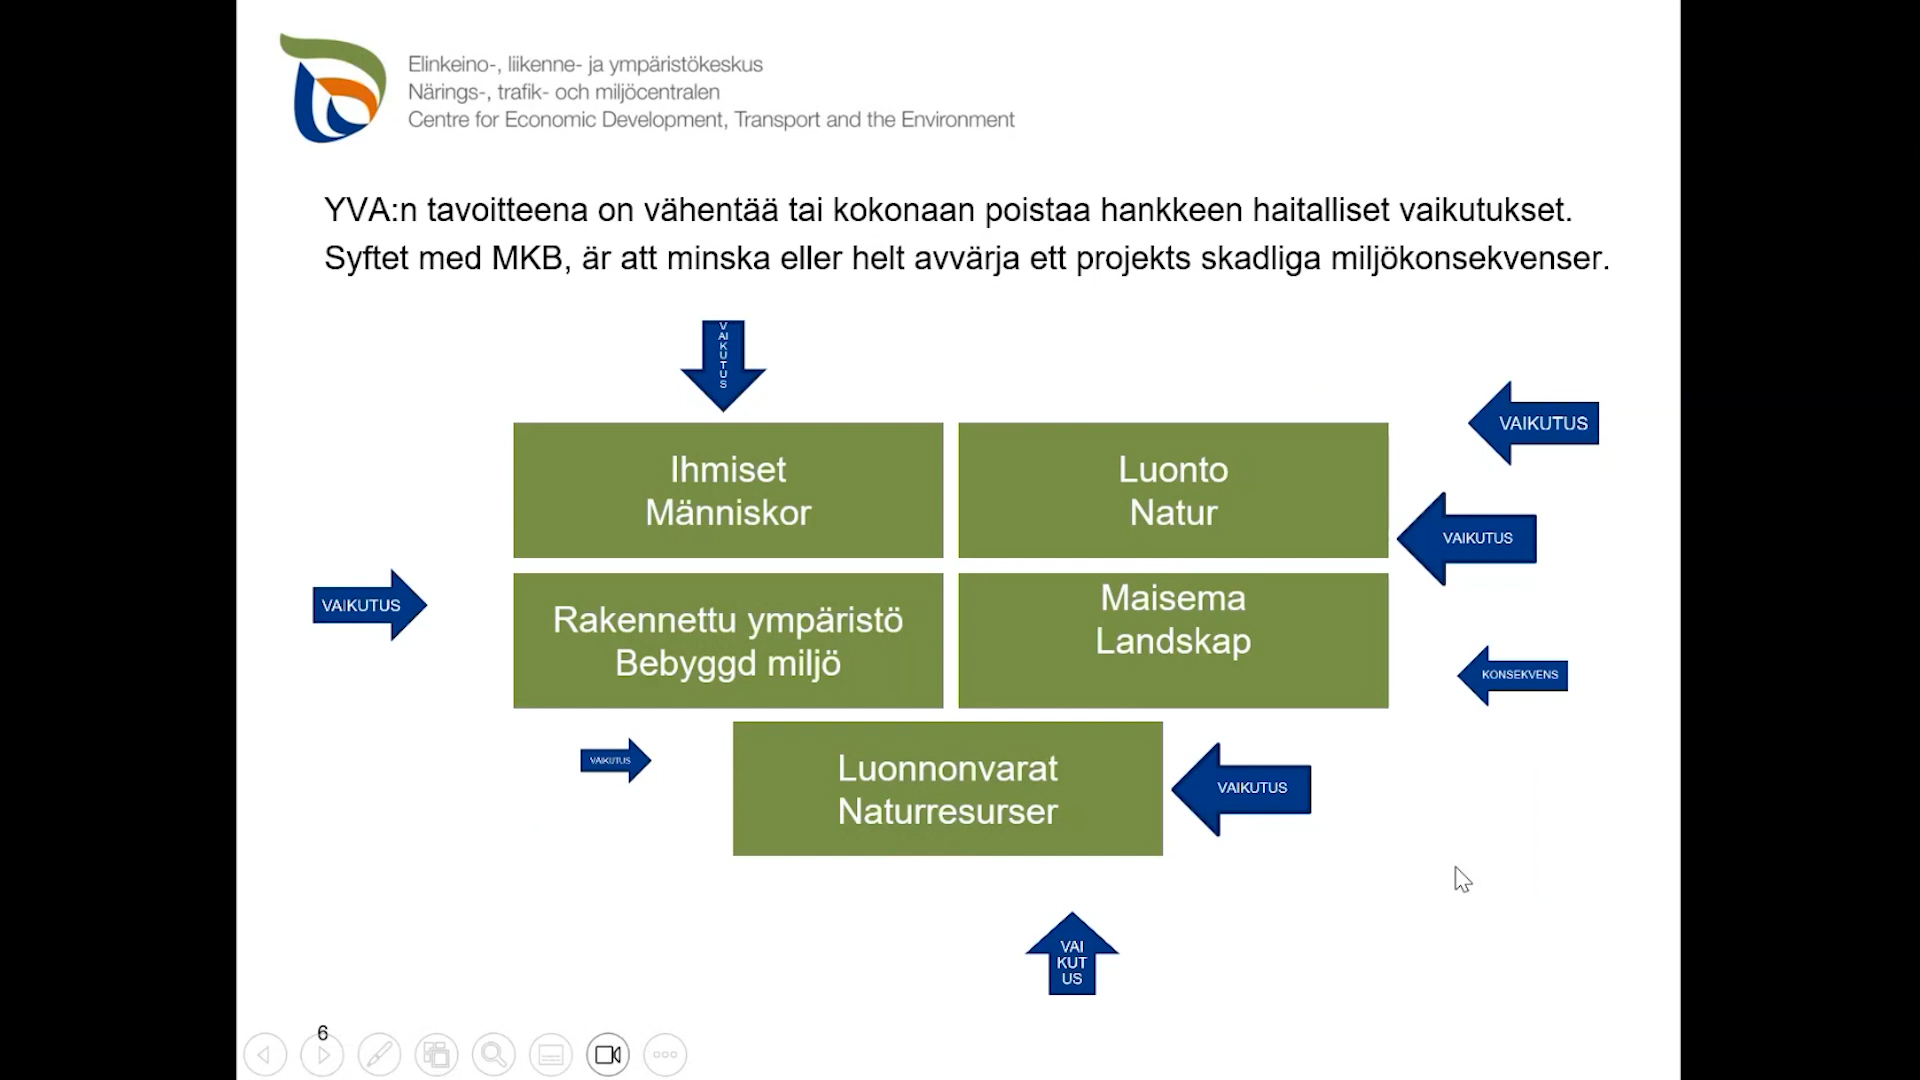 Elinkeino-, liikenne- ja ympäristökeskus
Närings-, trafik- och miljöcentralen
Centre for Economic Development, Transport and the Environment
YVA:n tavoitteena on vähentää tai kokonaan poistaa hankkeen haitalliset vaikutukset.
Syftet med MKB, är att minska eller helt avvärja ett projekts skadliga miljökonsekvenser.
V
AI
K
U
T
U
S
VAIKUTUS
Ihmiset
Människor
Luonto
Natur
VAIKUTUS
VAIKUTUS
Rakennettu ympäristö
Bebyggd miljö
Maisema
Landskap
KONSEKVENS
VAIKUTUS
Luonnonvarat
Naturresurser
VAIKUTUS
VAI
KUT
US
6